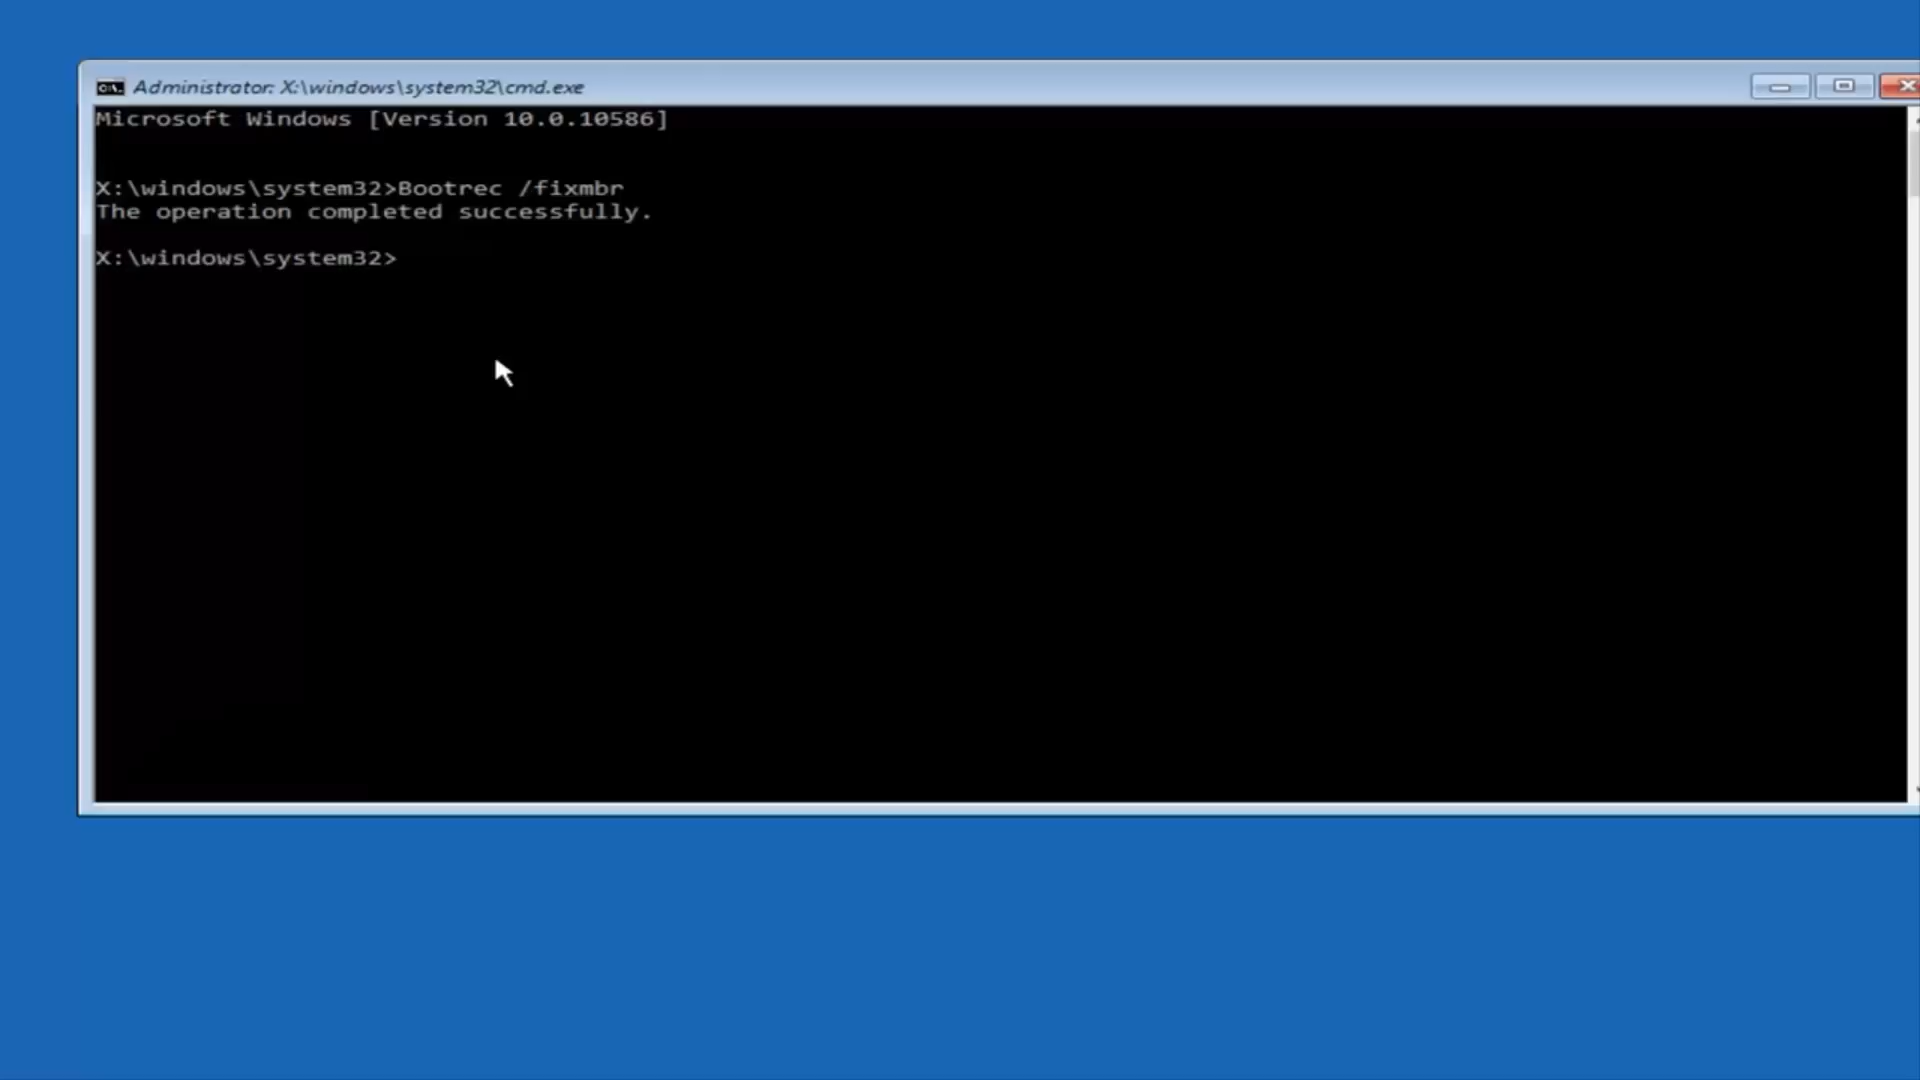 Administrator: X:\windows\system32\cmd.exe
Microsoft Windows [Version 10.0.10586]
X:\windows\system32>Bootrec /fixmbr
The operation completed successfully.
X:\windows\system32>